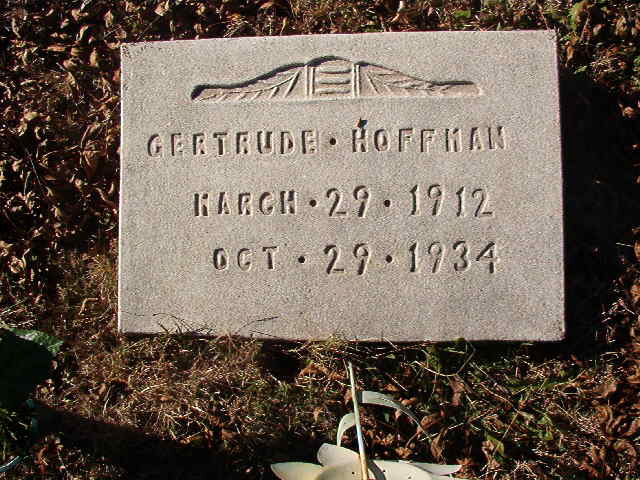 GERTRUDE · HOFFMAN
MARCH · 29 · 1912
OCT · 29 · 1934